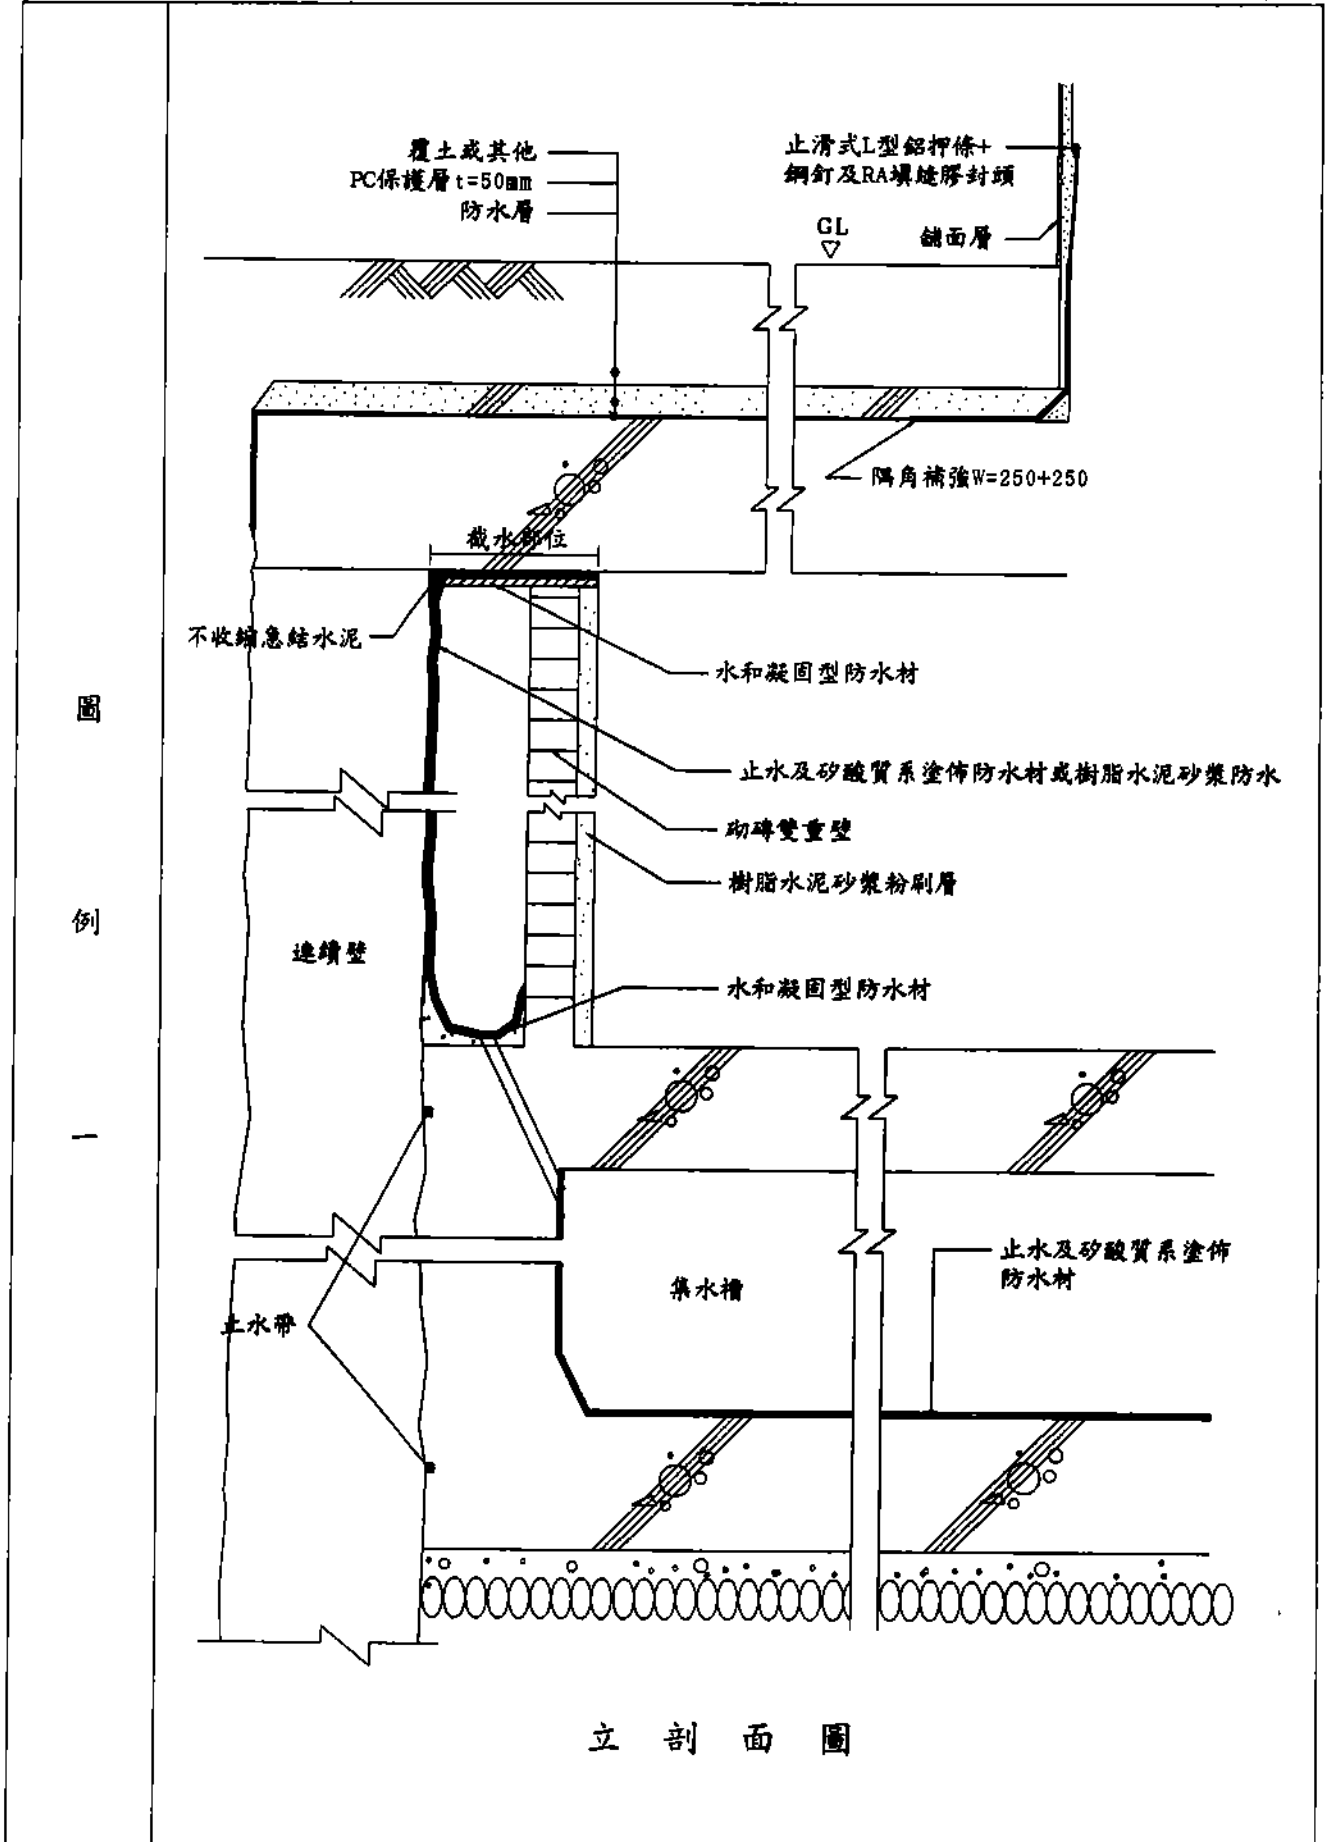 覆土或其他
PC保護層t=50mm
防水層
止滑式L型鋁押條+
鋼釘及RA填縫膠封頭
GL
舖面層
隅角補強W=250+250
截水部位
不收縮急結水泥
水和凝固型防水材
止水及矽酸質系塗佈防水材或樹脂水泥砂漿防水
砌磚雙重壁
樹脂水泥砂漿粉刷層
連續壁
水和凝固型防水材
止水及矽酸質系塗佈
防水材
集水槽
止水帶
圖
例
一
立剖面圖